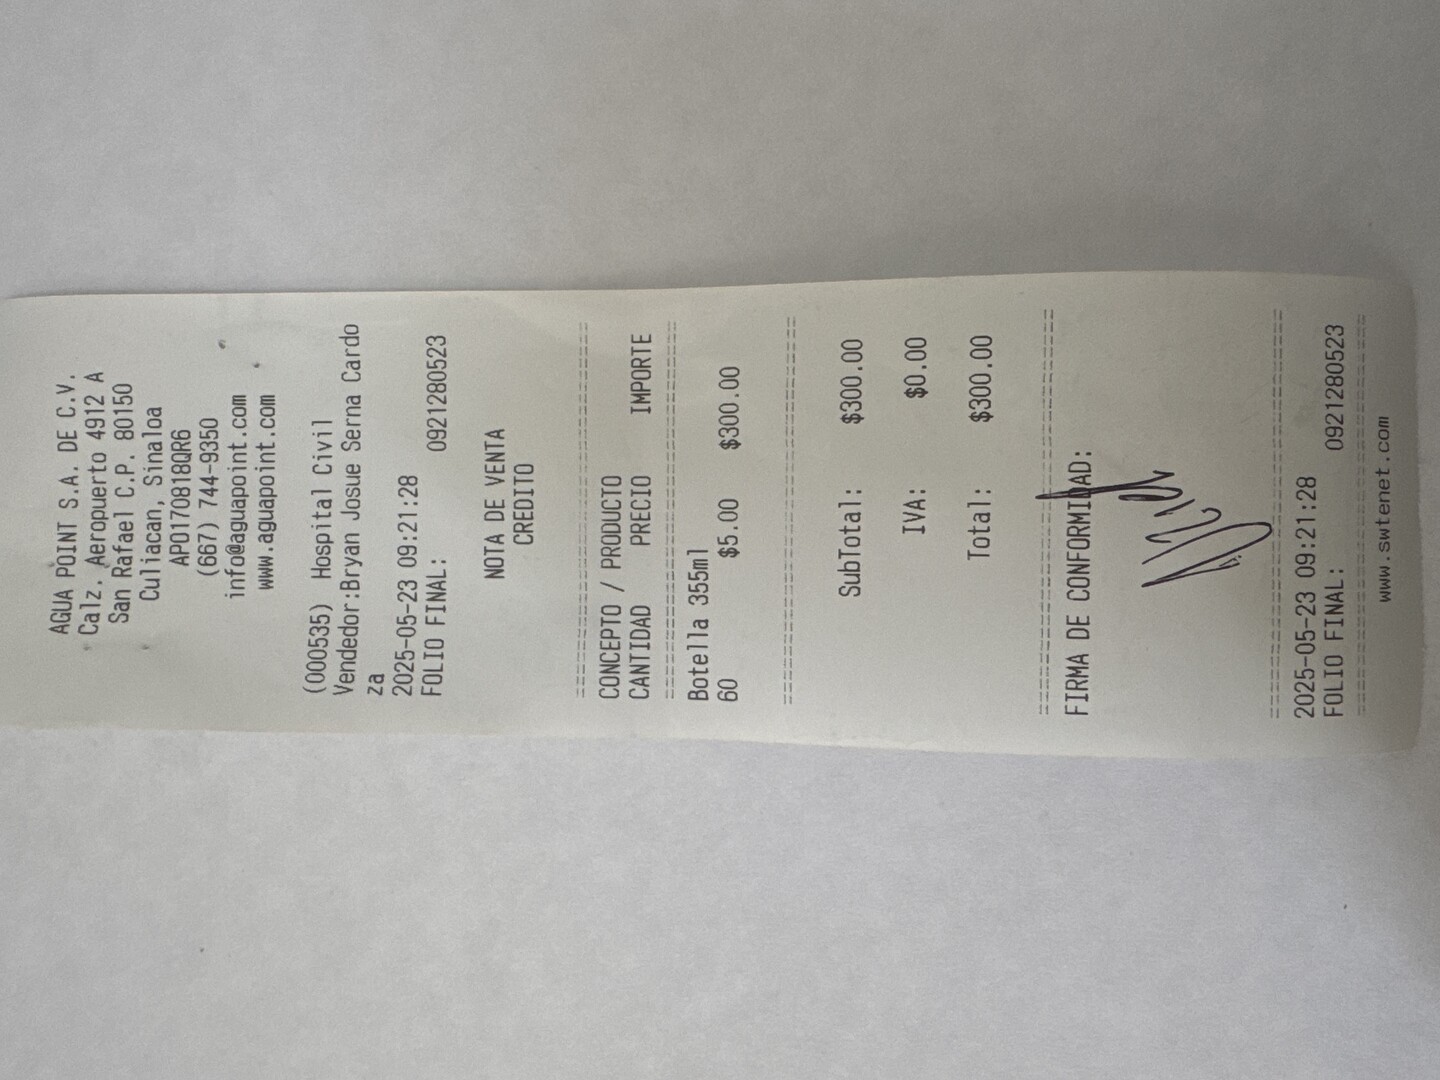 AGUA POINT S.A. DE C.V.
Calz. Aeropuerto 4912 A
San Rafael C.P. 80150
Culiacan, Sinaloa
APO170818QR6
(667) 744-9350
info@aguapoint.com
www.aguapoint.com
(000535) Hospital Civil
Vendedor:Bryan Josue Serna Cardo
za
2025-05-23 09:21:28
FOLIO FINAL: 0921280523
NOTA DE VENTA
CREDITO
CONCEPTO / PRODUCTO
CANTIDAD PRECIO IMPORTE
Botella 355ml
60 $5.00 $300.00
SubTotal: $300.00
IVA: $0.00
Total: $300.00
FIRMA DE CONFORMIDAD:
2025-05-23 09:21:28
FOLIO FINAL: 0921280523
www.swtenet.com